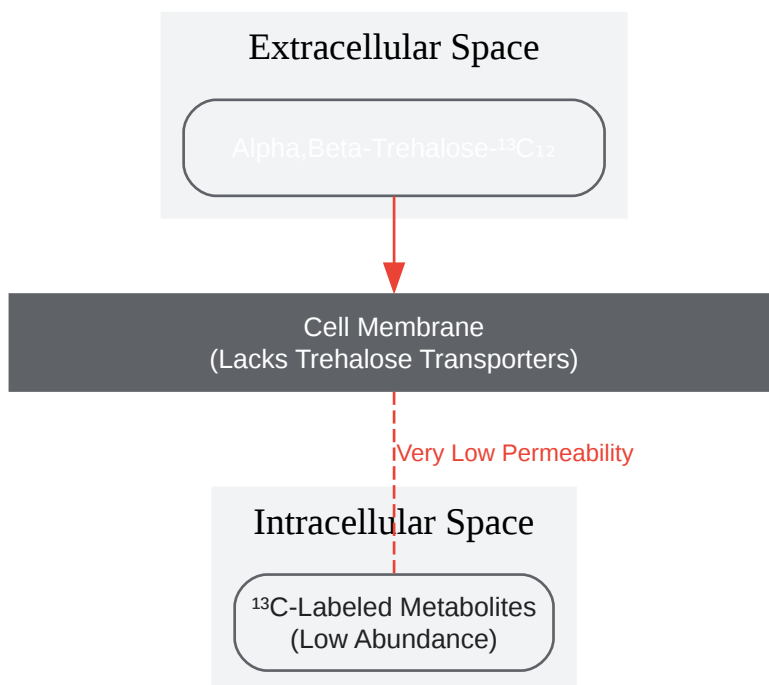 Extracellular Space
Alpha,Beta-Trehalose-¹³C₁₂
Cell Membrane
(Lacks Trehalose Transporters)
Very Low Permeability
Intracellular Space
¹³C-Labeled Metabolites
(Low Abundance)